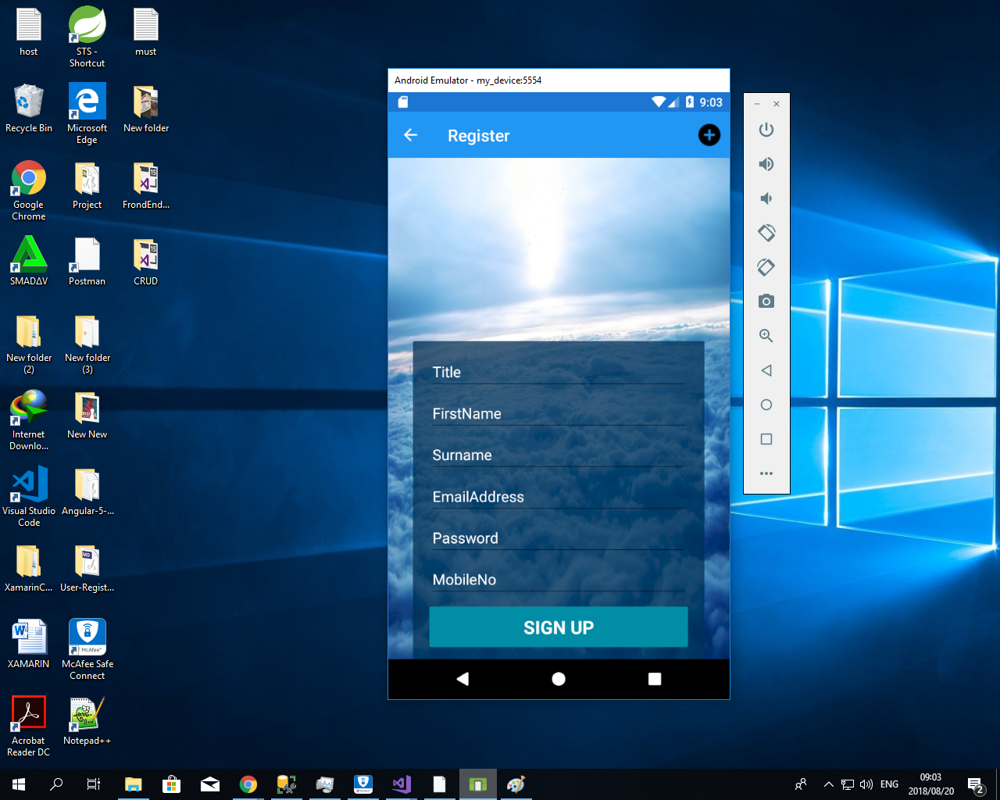 host
STS -
Shortcut
must
Recycle Bin
Microsoft
Edge
New folder
Google
Chrome
Project
FrondEnd...
SMADΔV
Postman
CRUD
New folder
(2)
New folder
(3)
Internet
Downlo...
New New
Visual Studio
Code
Angular-5-...
XamarinC...
User-Regist...
XAMARIN
McAfee Safe
Connect
Acrobat
Reader DC
Notepad++
Android Emulator - my_device:5554
9:03
Register
Title
FirstName
Surname
EmailAddress
Password
MobileNo
SIGN UP
ENG
09:03
2018/08/20
2